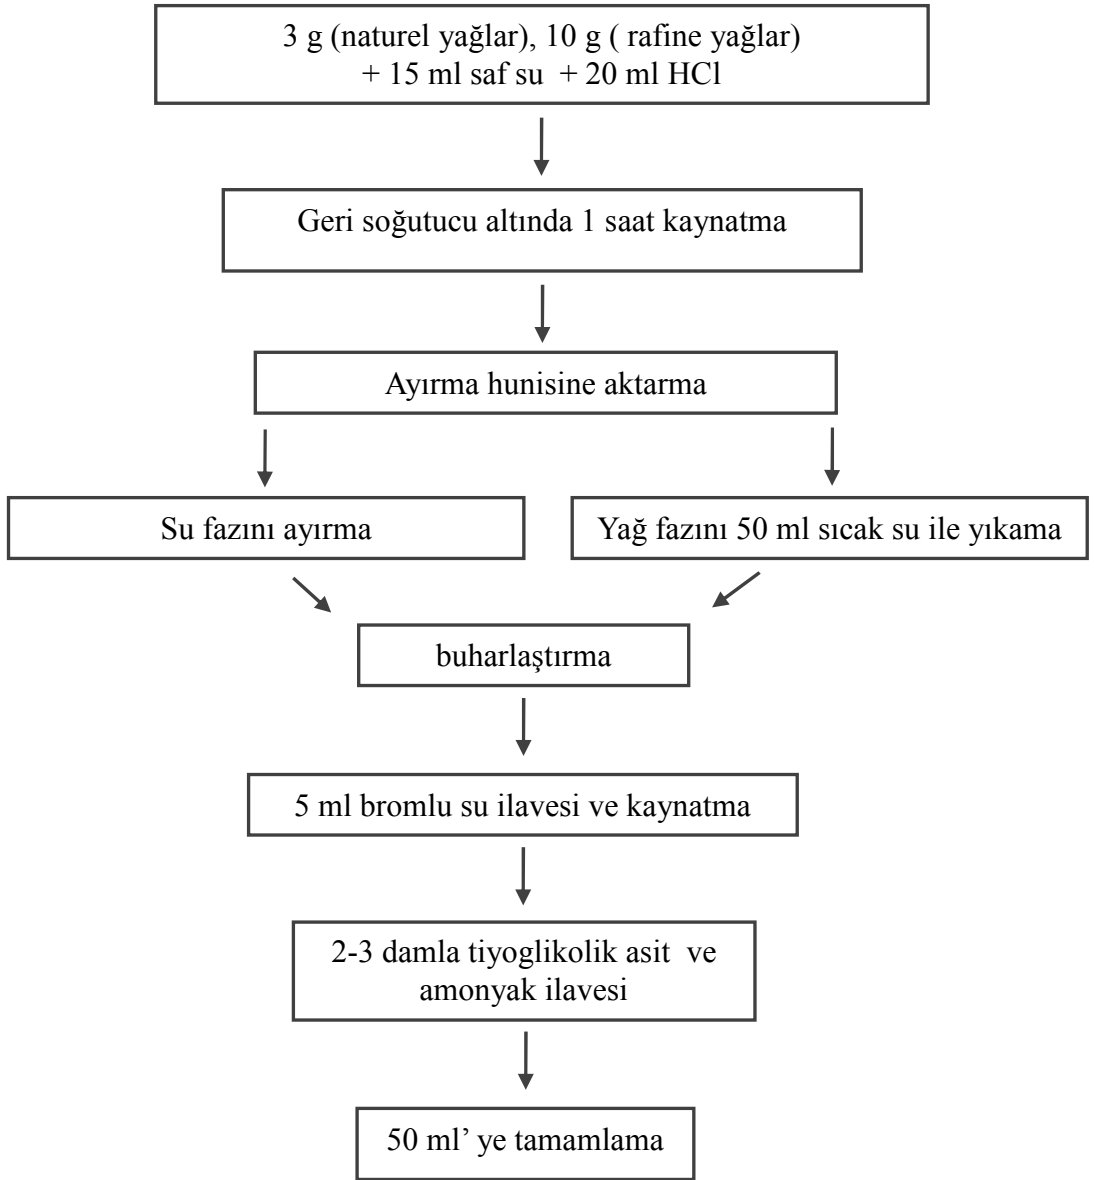 3 g (naturel yağlar), 10 g ( rafine yağlar)
+ 15 ml saf su + 20 ml HCl
Geri soğutucu altında 1 saat kaynatma
Ayırma hunisine aktarma
Su fazını ayırma
Yağ fazını 50 ml sıcak su ile yıkama
buharlaştırma
5 ml bromlu su ilavesi ve kaynatma
2-3 damla tiyoglikolik asit ve
amonyak ilavesi
50 ml’ ye tamamlama